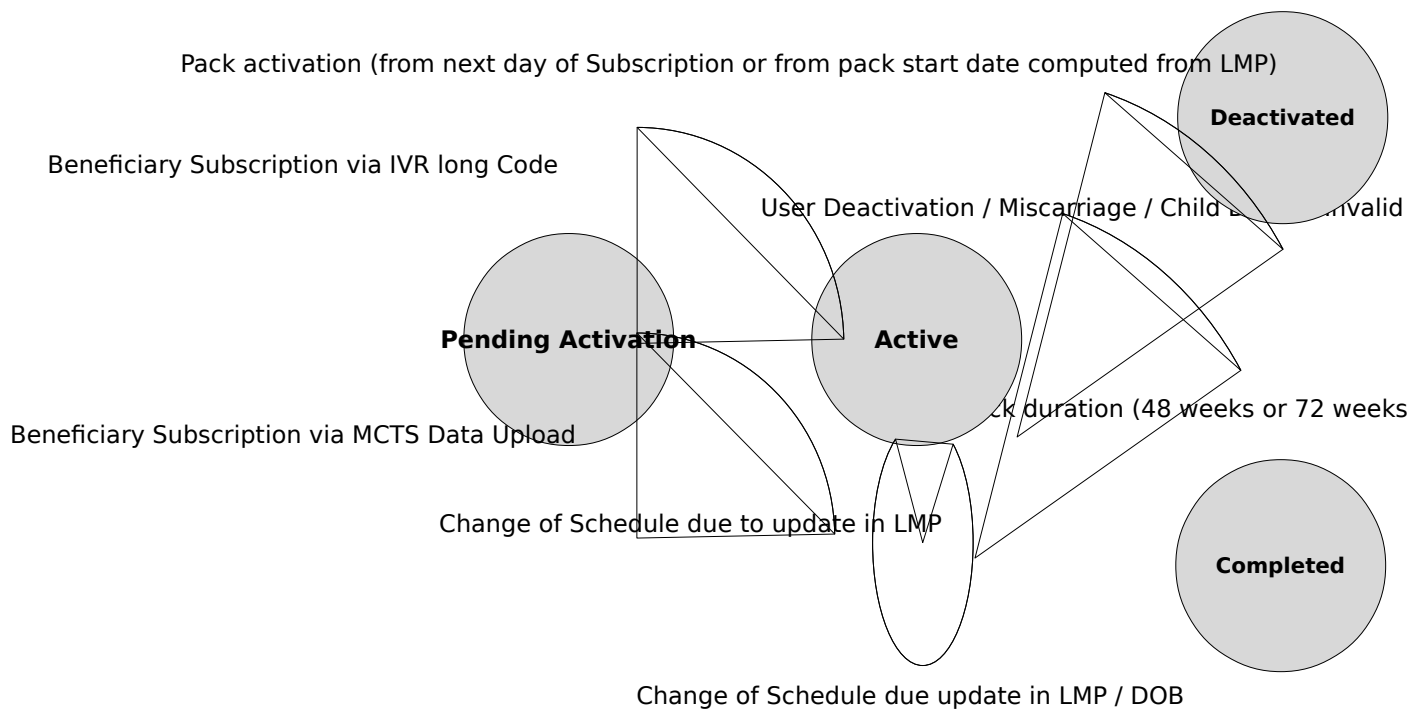 Pack activation (from next day of Subscription or from pack start date computed from LMP)
Deactivated
Beneficiary Subscription via IVR long Code
User Deactivation / Miscarriage / Child
Pending Activation
Active
duration (48 weeks or 72 weeks
Beneficiary Subscription via MCTS Data Upload
Change of Schedule due to update in LMP
Completed
Change of Schedule due update in LMP / DOB